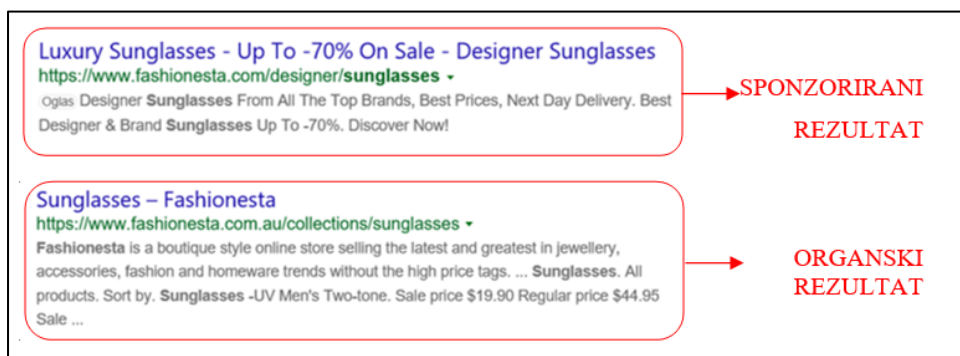 Luxury Sunglasses - Up To -70% On Sale - Designer Sunglasses
https://www.fashionesta.com/designer/sunglasses
Oglas Designer Sunglasses From All The Top Brands, Best Prices, Next Day Delivery. Best
Designer & Brand Sunglasses Up To -70%. Discover Now!
SPONZORIRANI
REZULTAT
Sunglasses – Fashionesta
https://www.fashionesta.com.au/collections/sunglasses
Fashionesta is a boutique style online store selling the latest and greatest in jewellery,
accessories, fashion and homeware trends without the high price tags. ... Sunglasses. All
products. Sort by. Sunglasses -UV Men's Two-tone. Sale price $19.90 Regular price $44.95
Sale ...
ORGANSKI
REZULTAT